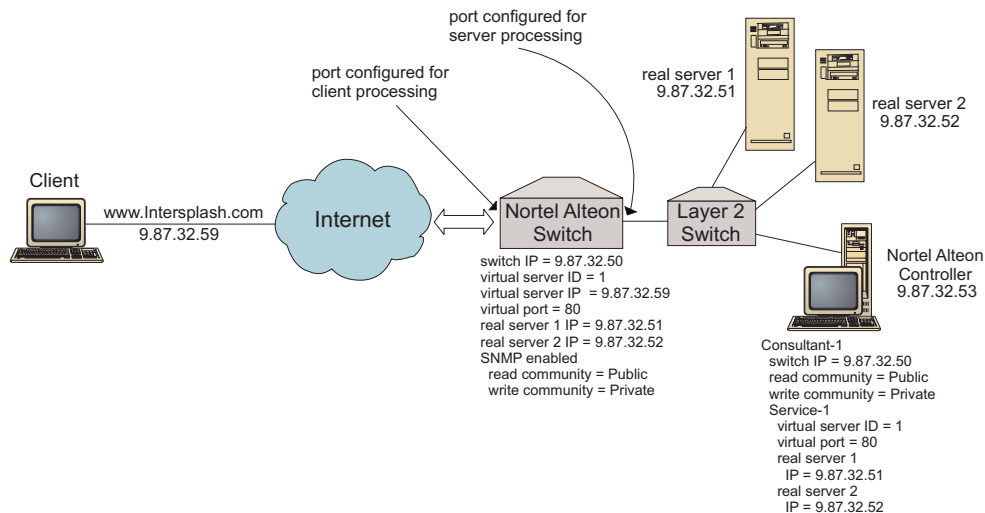 port configured for
server processing
port configured for
client processing
real server 1
9.87.32.51
real server 2
9.87.32.52
Client
www.Intersplash.com
9.87.32.59
Internet
Nortel Alteon
Switch
Layer 2
Switch
switch IP = 9.87.32.50
virtual server ID = 1
virtual server IP = 9.87.32.59
virtual port = 80
real server 1 IP = 9.87.32.51
real server 2 IP = 9.87.32.52
SNMP enabled
read community = Public
write community = Private
Nortel Alteon
Controller
9.87.32.53
Consultant-1
switch IP = 9.87.32.50
read community = Public
write community = Private
Service-1
virtual server ID = 1
virtual port = 80
real server 1
IP = 9.87.32.51
real server 2
IP = 9.87.32.52